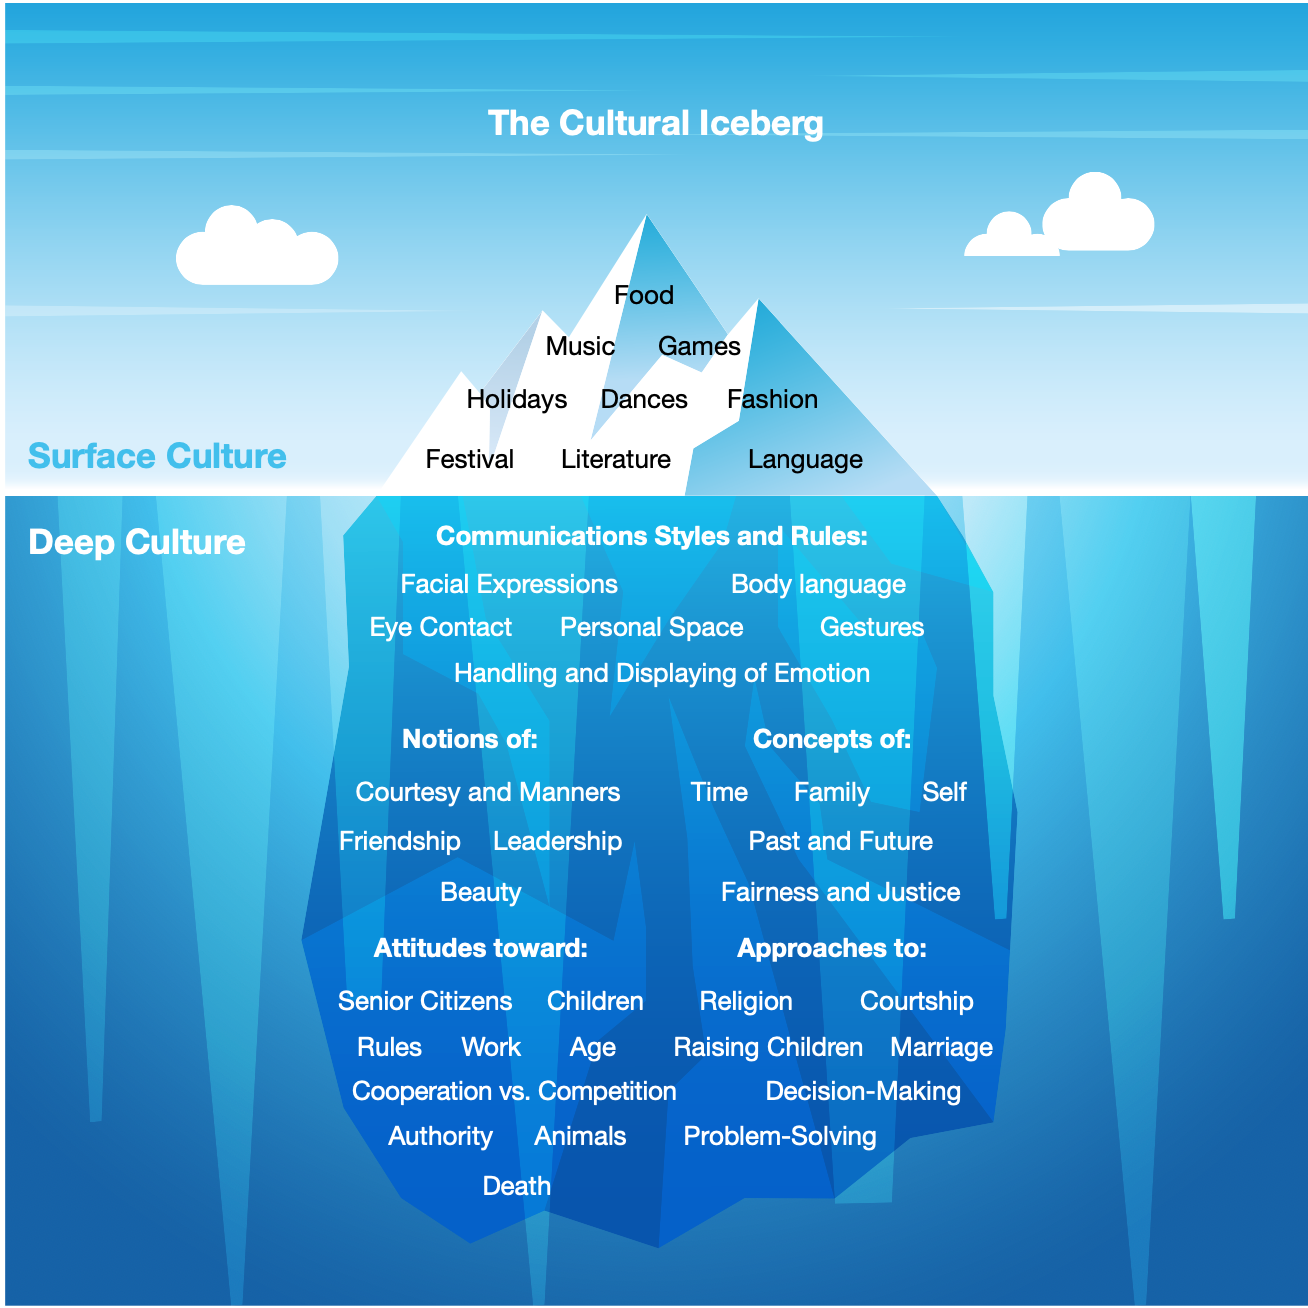 The Cultural Iceberg
Food
Music Games
Holidays Dances Fashion
Surface Culture
Festival Literature Language
Deep Culture
Communications Styles and Rules:
Facial Expressions Body language
Eye Contact Personal Space Gestures
Handling and Displaying of Emotion
Notions of:
Courtesy and Manners
Friendship Leadership
Beauty
Concepts of:
Time Family Self
Past and Future
Fairness and Justice
Attitudes toward:
Senior Citizens Children
Rules Work Age
Cooperation vs. Competition
Authority Animals
Death
Approaches to:
Religion Courtship
Raising Children Marriage
Decision-Making
Problem-Solving